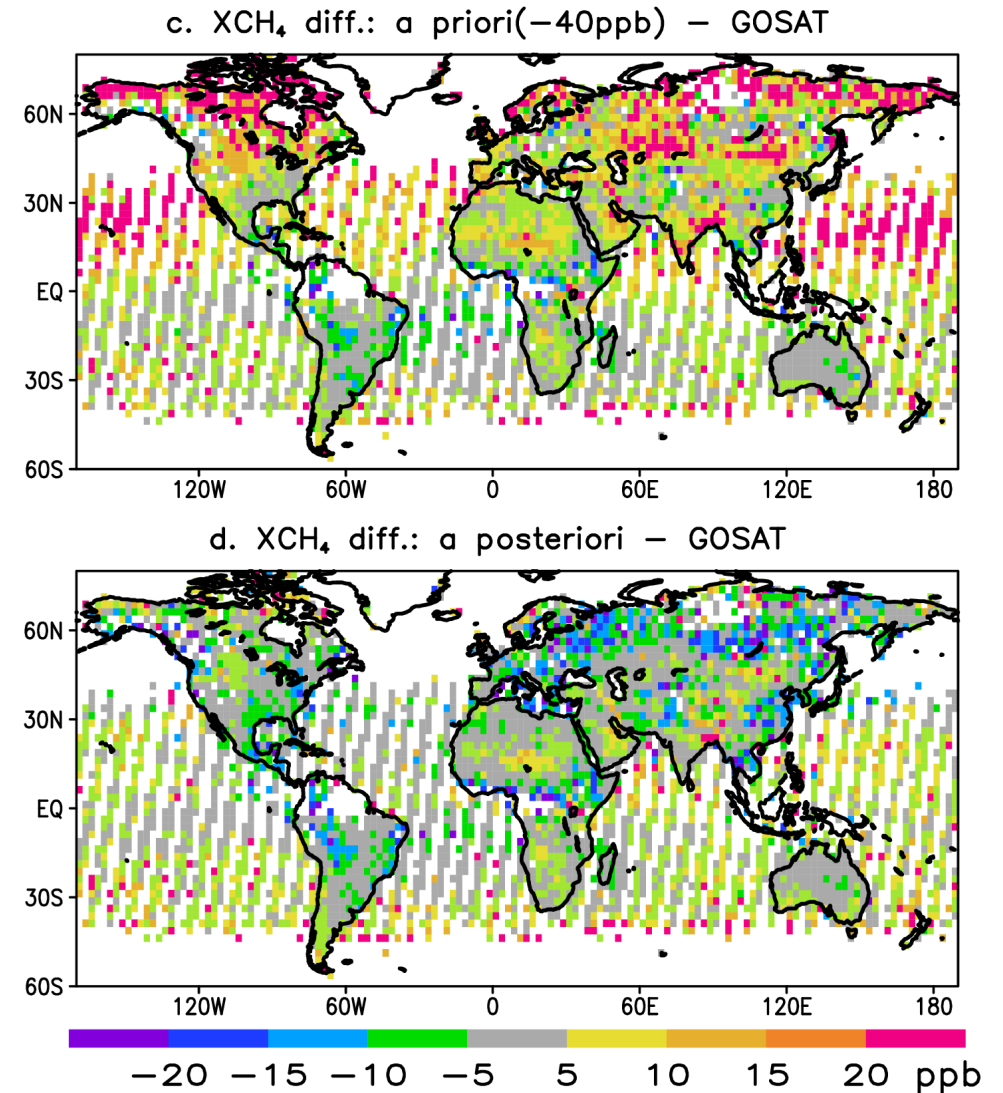 c. XCH₄ diff.: a priori(−40ppb) − GOSAT
60N
30N
EQ
30S
60S
120W 60W 0 60E 120E 180
d. XCH₄ diff.: a posteriori − GOSAT
60N
30N
EQ
30S
60S
120W 60W 0 60E 120E 180
−20 −15 −10 −5 5 10 15 20 ppb